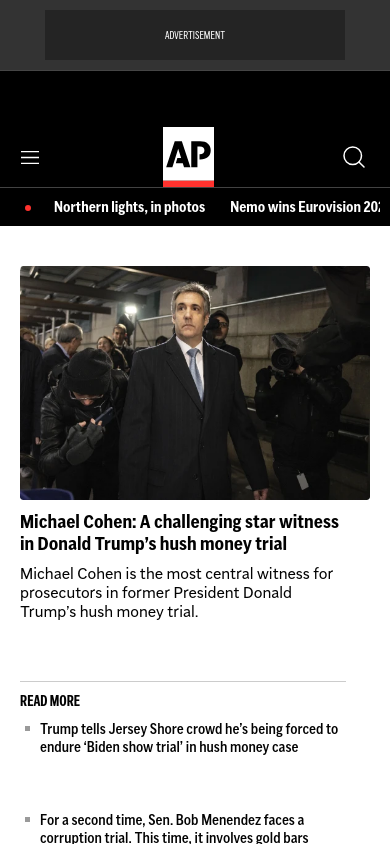 ADVERTISEMENT
AP
Northern lights, in photos Nemo wins Eurovision
Michael Cohen: A challenging star witness
in Donald Trump’s hush money trial
Michael Cohen is the most central witness for
prosecutors in former President Donald
Trump’s hush money trial.
READ MORE
Trump tells Jersey Shore crowd he’s being forced to
endure ‘Biden show trial’ in hush money case
For a second time, Sen. Bob Menendez faces a
corruption trial. This time, it involves gold bars